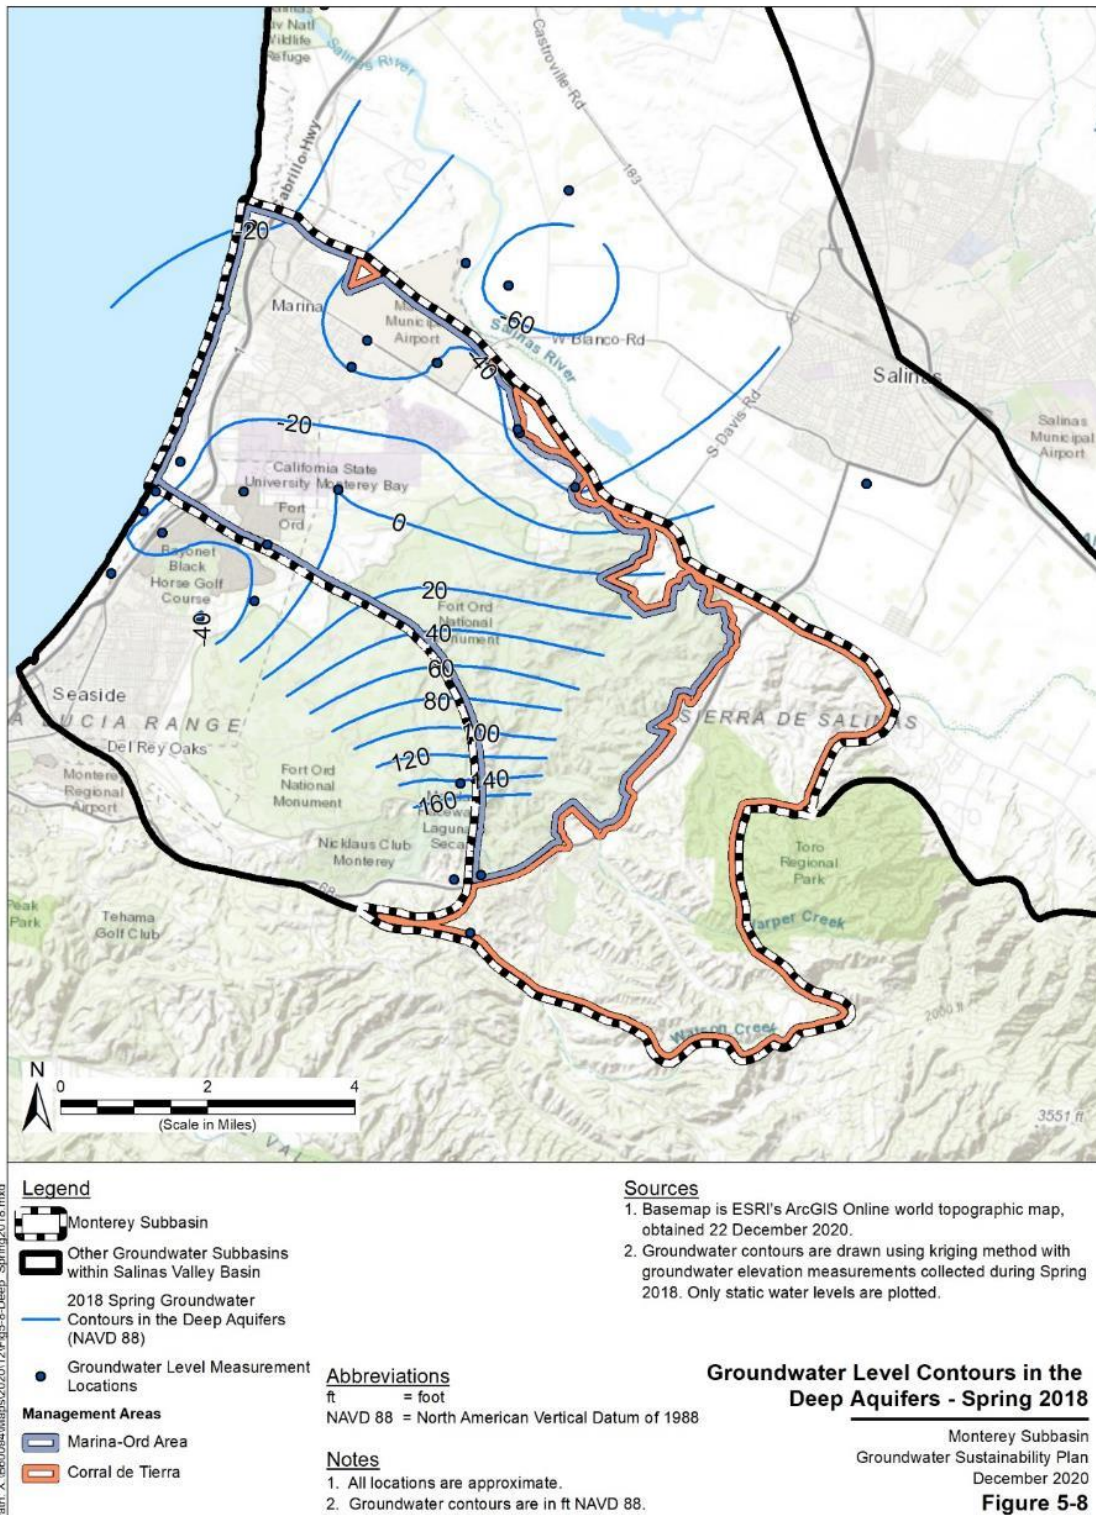 Natl
Wildlife
Refuge
Salinas River
Castroville Rd
183
Cabrillo Hwy
-20
Marina
Municipal
Airport
-60
Salinas River
W Blanco Rd
-40
Salinas
S Davis Rd
Salinas
Municipal
Airport
1
-20
California State
University Monterey Bay
Fort
Ord
0
Bayonet
Black
Horse Golf
Course
-40
20
Fort Ord
National
Monument
40
60
80
100
120
140
160
Seaside
LUCIA RANGE
SIERRA DE SALINAS
Del Rey Oaks
Monterey
Regional
Airport
Fort Ord
National
Monument
Raceway
Laguna
Seca
Nicklaus Club
Monterey
Toro
Regional
Park
68
Peak
Park
Tehama
Golf Club
Harper Creek
2000 ft
Watson Creek
N
0 2 4
(Scale in Miles)
3551 ft
VAL
Legend
Monterey Subbasin
Other Groundwater Subbasins
within Salinas Valley Basin
2018 Spring Groundwater
Contours in the Deep Aquifers
(NAVD 88)
Groundwater Level Measurement
Locations
Management Areas
Marina-Ord Area
Corral de Tierra
Abbreviations
ft = foot
NAVD 88 = North American Vertical Datum of 1988
Notes
1. All locations are approximate.
2. Groundwater contours are in ft NAVD 88.
Sources
1. Basemap is ESRI's ArcGIS Online world topographic map,
obtained 22 December 2020.
2. Groundwater contours are drawn using kriging method with
groundwater elevation measurements collected during Spring
2018. Only static water levels are plotted.
Groundwater Level Contours in the
Deep Aquifers - Spring 2018
Monterey Subbasin
Groundwater Sustainability Plan
December 2020
Figure 5-8